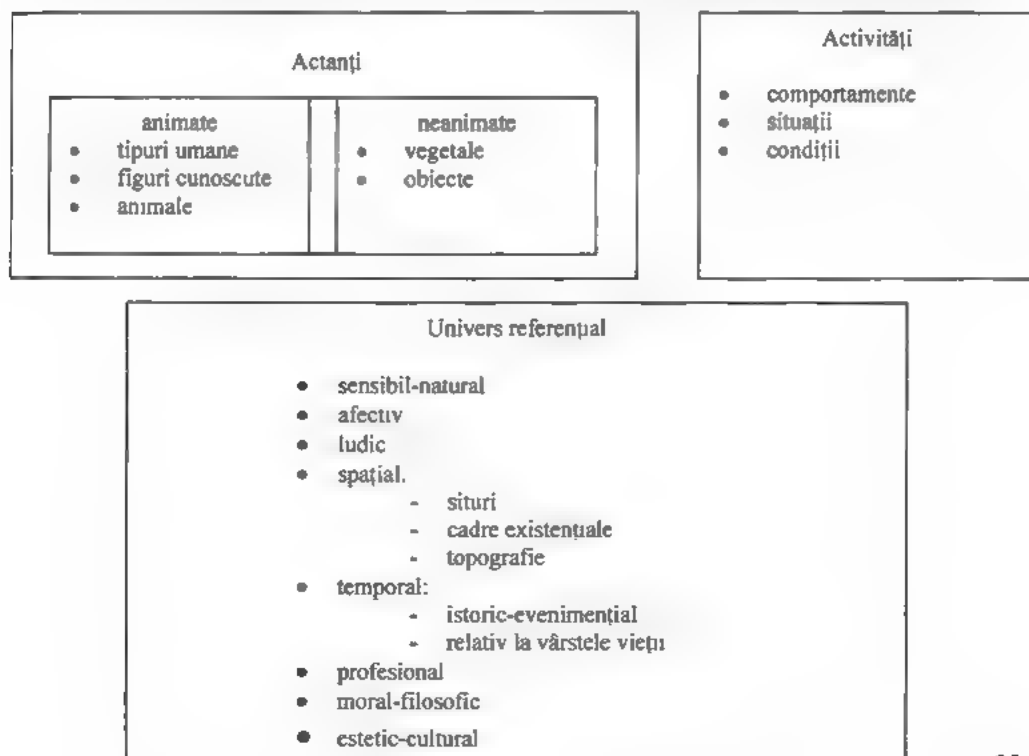 Actanți
animate
• tipuri umane
• figuri cunoscute
• animale
neanimate
• vegetale
• obiecte
Activități
• comportamente
• situații
• condiții
Univers referențial
• sensibil-natural
• afectiv
• ludic
• spațial.
- situri
- cadre existențiale
- topografie
• temporal:
- istoric-evenimențial
- relativ la vârstele vieții
• profesional
• moral-filosofic
• estetic-cultural